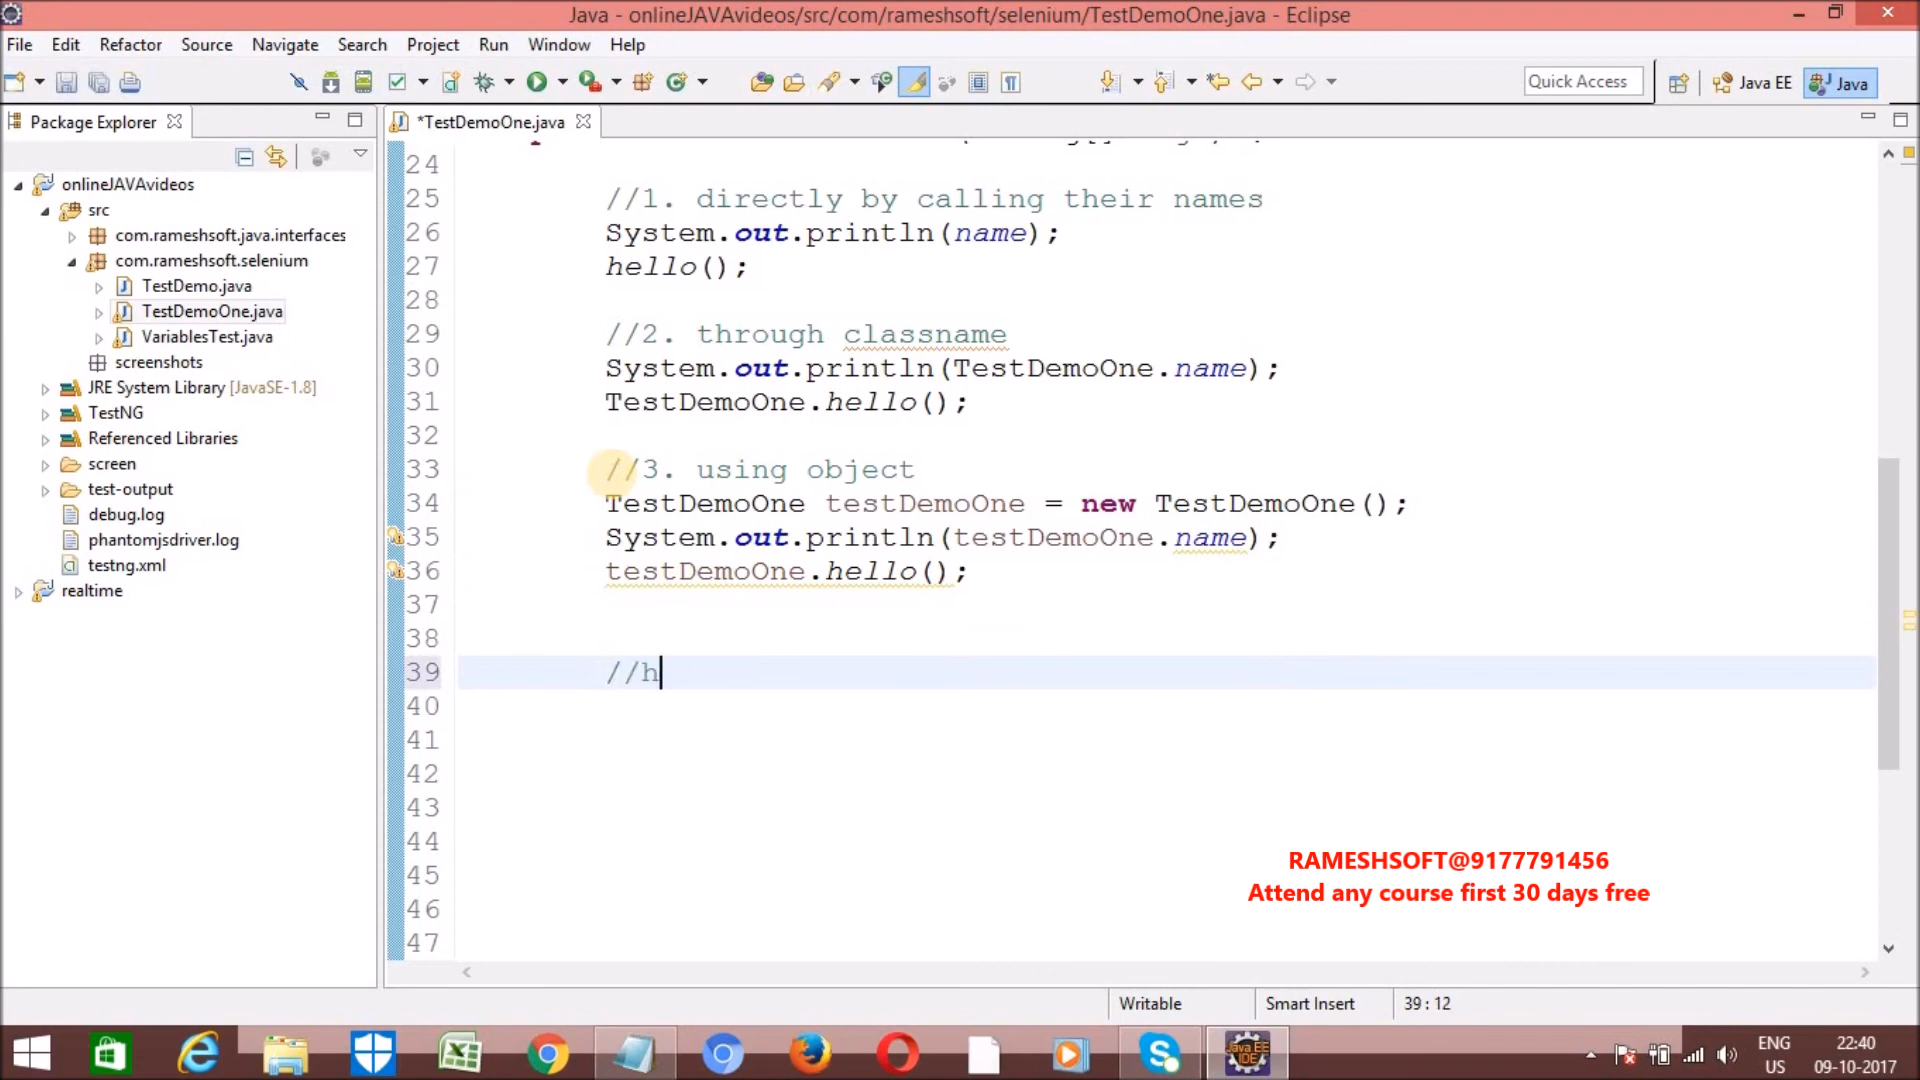 Java - onlineJAVAvideos/src/com/rameshsoft/selenium/TestDemoOne.java - Eclipse
File Edit Refactor Source Navigate Search Project Run Window Help
Quick Access
Java EE
Java
Package Explorer
*TestDemoOne.java
onlineJAVAvideos
src
com.rameshsoft.java.interfaces
com.rameshsoft.selenium
TestDemo.java
TestDemoOne.java
VariablesTest.java
screenshots
JRE System Library [JavaSE-1.8]
TestNG
Referenced Libraries
screen
test-output
debug.log
phantomjsdriver.log
testng.xml
realtime
24
25 //1. directly by calling their names
26 System.out.println(name);
27 hello();
28
29 //2. through classname
30 System.out.println(TestDemoOne.name);
31 TestDemoOne.hello();
32
33 //3. using object
34 TestDemoOne testDemoOne = new TestDemoOne();
35 System.out.println(testDemoOne.name);
36 testDemoOne.hello();
37
38
39 //h
40
41
42
43
44
45
46
47
RAMESHSOFT@9177791456
Attend any course first 30 days free
Writable Smart Insert 39 : 12
Java EE
IDE
ENG
US
22:40
09-10-2017